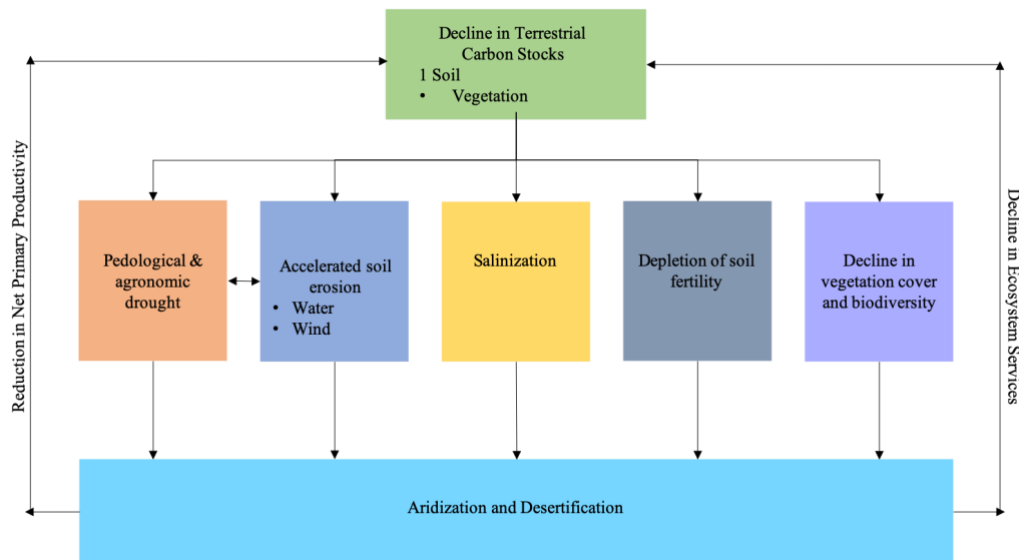 Decline in Terrestrial
Carbon Stocks
1 Soil
• Vegetation
Reduction in Net Primary Productivity
Pedological &
agronomic
drought
Accelerated soil
erosion
• Water
• Wind
Salinization
Depletion of soil
fertility
Decline in
vegetation cover
and biodiversity
Decline in Ecosystem Services
Aridization and Desertification